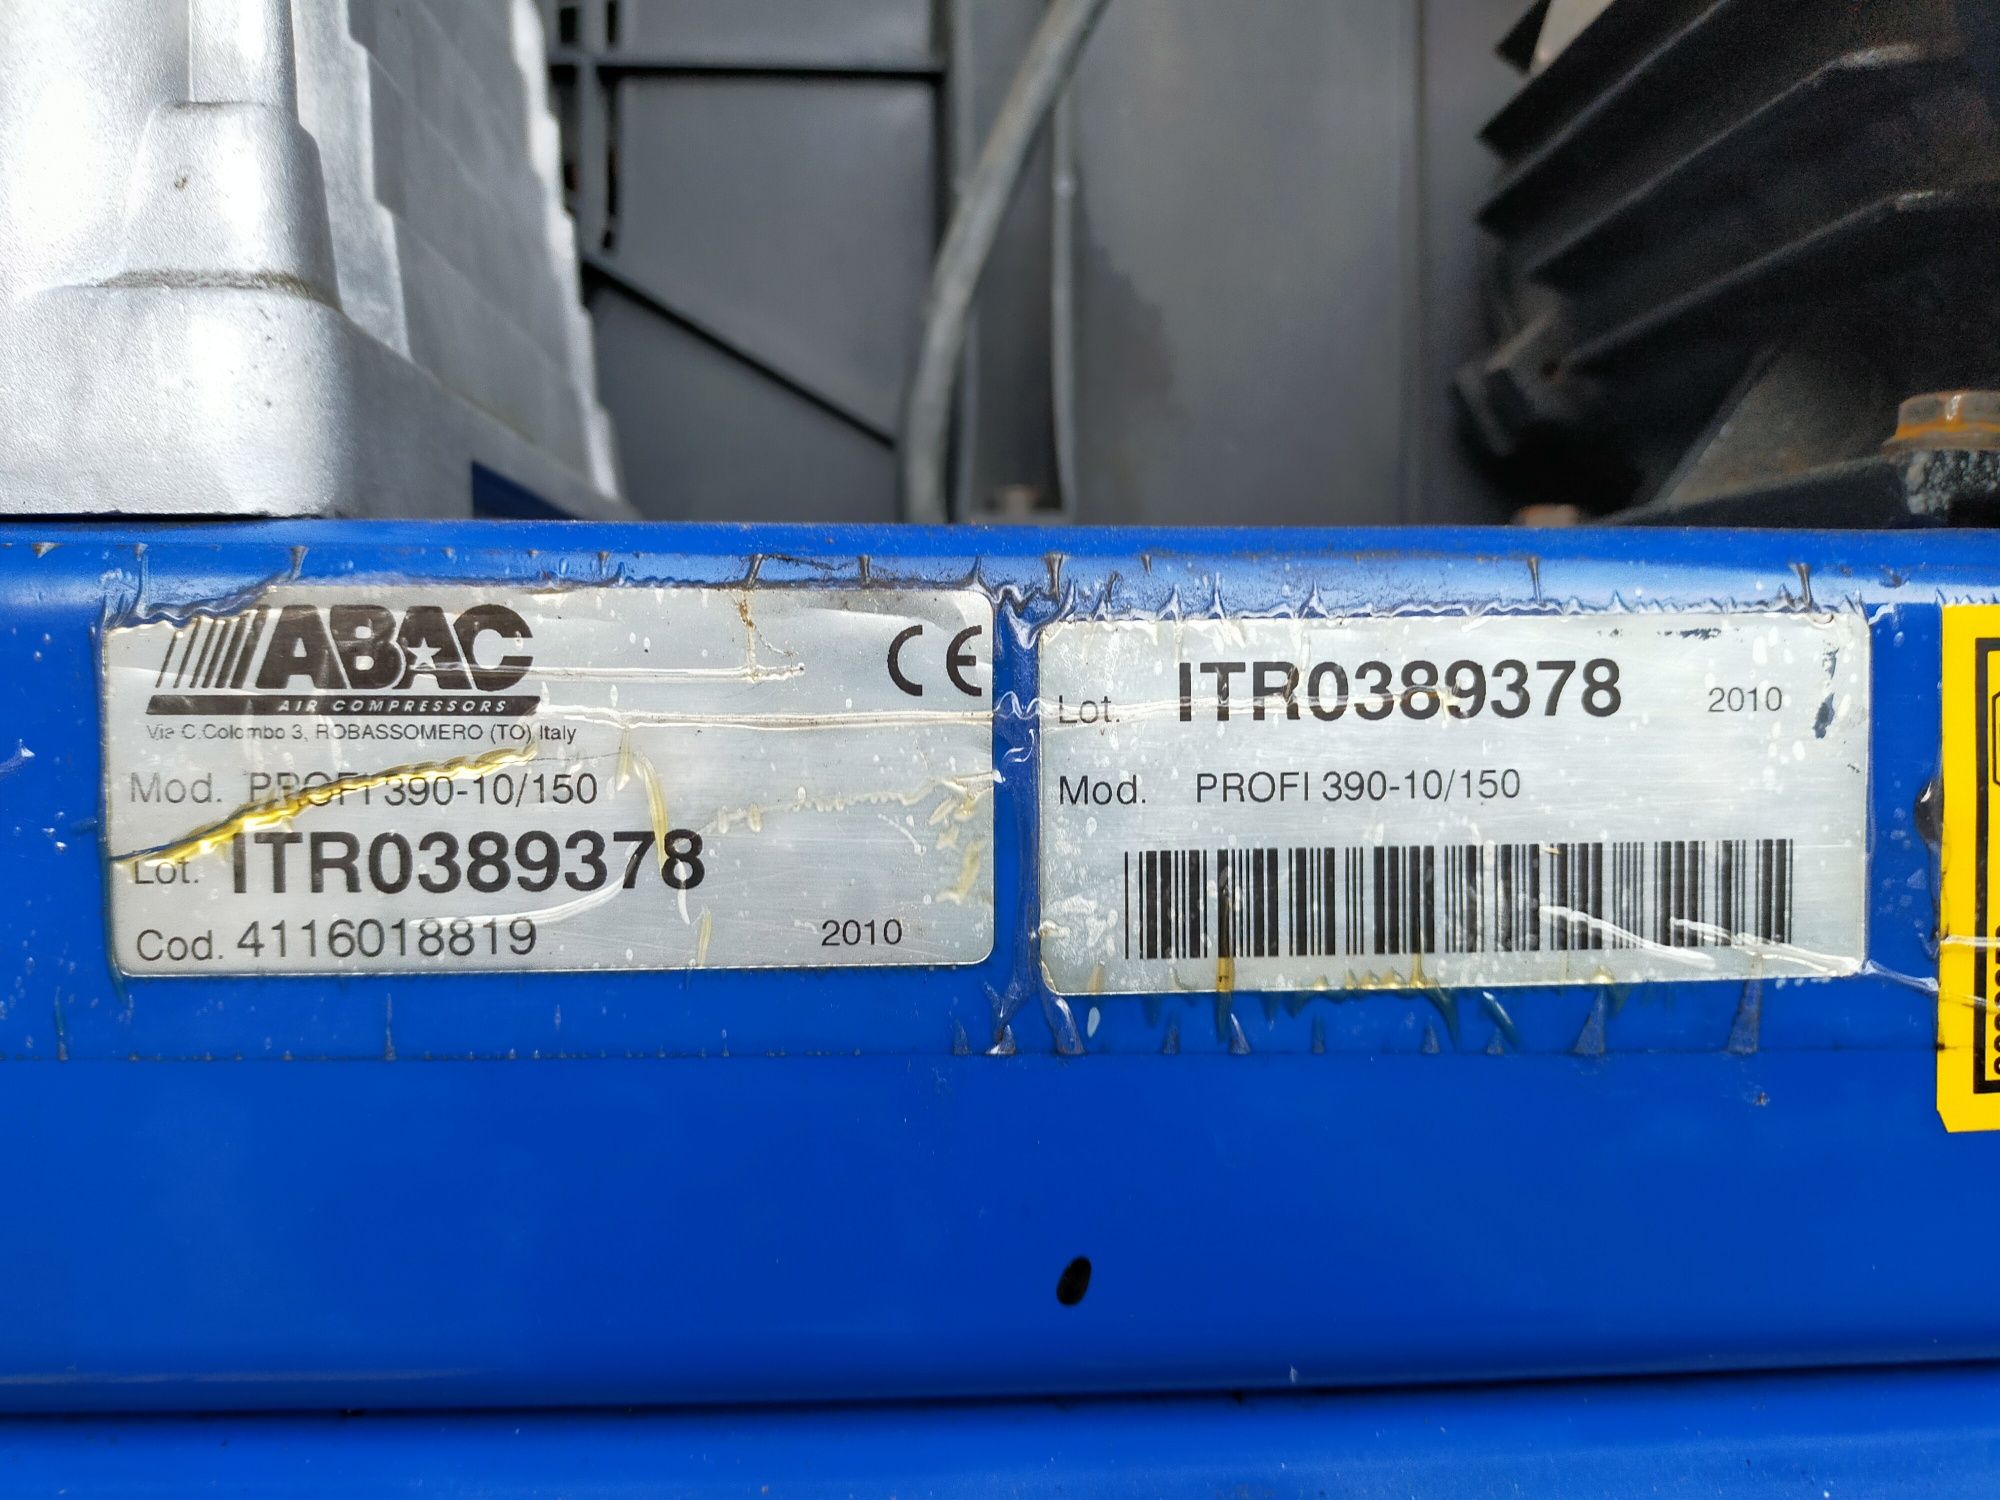 ABAC
AIR COMPRESSORS
CE
Via C.Colombo 3, ROBASSOMERO (TO) Italy
Mod. PROFI 390-10/150
Lot. ITR0389378
Cod. 4116018819 2010
Lot. ITR0389378 2010
Mod. PROFI 390-10/150